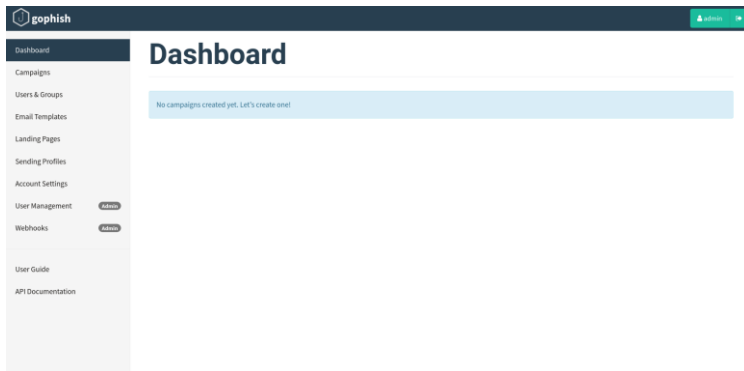 gophish
admin
Dashboard
Campaigns
Users & Groups
Email Templates
Landing Pages
Sending Profiles
Account Settings
User Management Admin
Webhooks Admin
User Guide
API Documentation
Dashboard
No campaigns created yet. Let's create one!